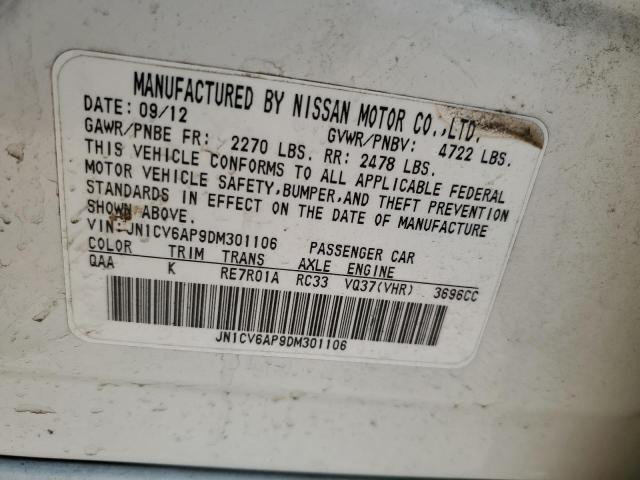 MANUFACTURED BY NISSAN MOTOR CO.,LTD.
DATE: 09/12
GAWR/PNBE FR: 2270 LBS. RR: 2478 LBS. GVWR/PNBV: 4722 LBS.
THIS VEHICLE CONFORMS TO ALL APPLICABLE FEDERAL
MOTOR VEHICLE SAFETY,BUMPER,AND THEFT PREVENTION
STANDARDS IN EFFECT ON THE DATE OF MANUFACTURE
SHOWN ABOVE.
VIN:JN1CV6AP9DM301106 PASSENGER CAR
COLOR TRIM TRANS AXLE ENGINE
QAA K RE7R01A RC33 VQ37(VHR) 3696CC
JN1CV6AP9DM301106